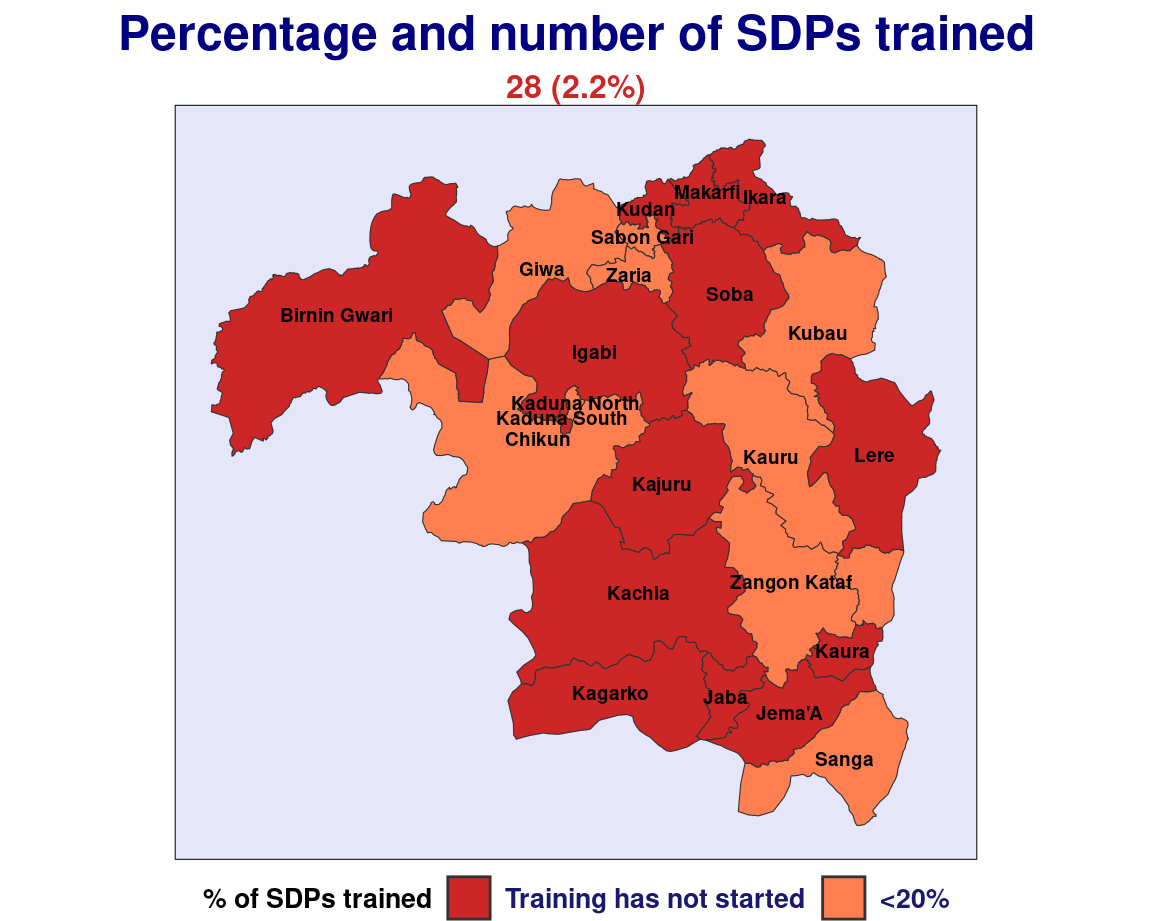 Percentage and number of SDPs trained
28 (2.2%)
Makarfi
Ikara
Kudan
Sabon Gari
Giwa
Zaria
Soba
Birnin Gwari
Kubau
Igabi
Kaduna North
Kaduna South
Chikun
Kauru
Lere
Kajuru
Zangon Kataf
Kachia
Kaura
Kagarko
Jaba
Jema'A
Sanga
% of SDPs trained Training has not started <20%